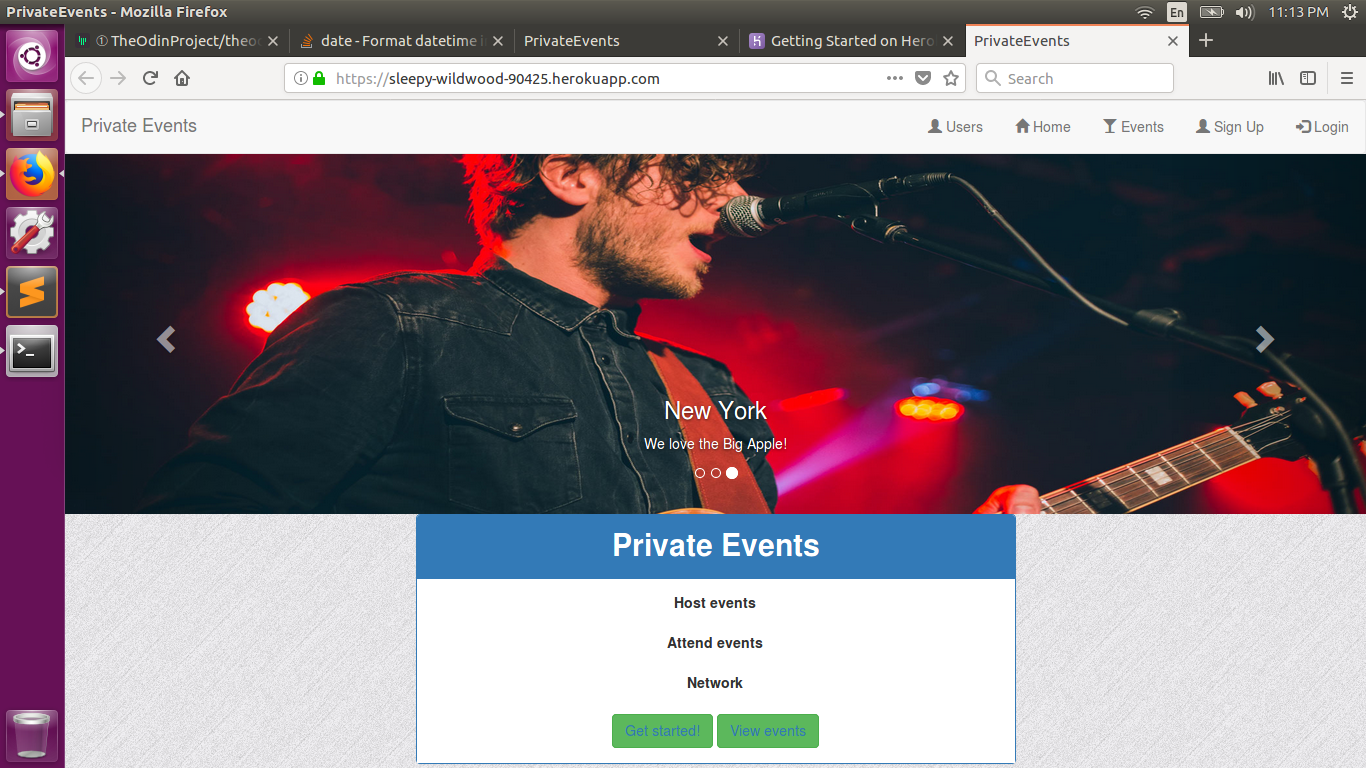 PrivateEvents - Mozilla Firefox
En
11:13 PM
① TheOdinProject/theo
date - Format datetime i
PrivateEvents
Getting Started on Hero
PrivateEvents
https://sleepy-wildwood-90425.herokuapp.com
Search
Private Events
Users
Home
Events
Sign Up
Login
New York
We love the Big Apple!
Private Events
Host events
Attend events
Network
Get started!
View events